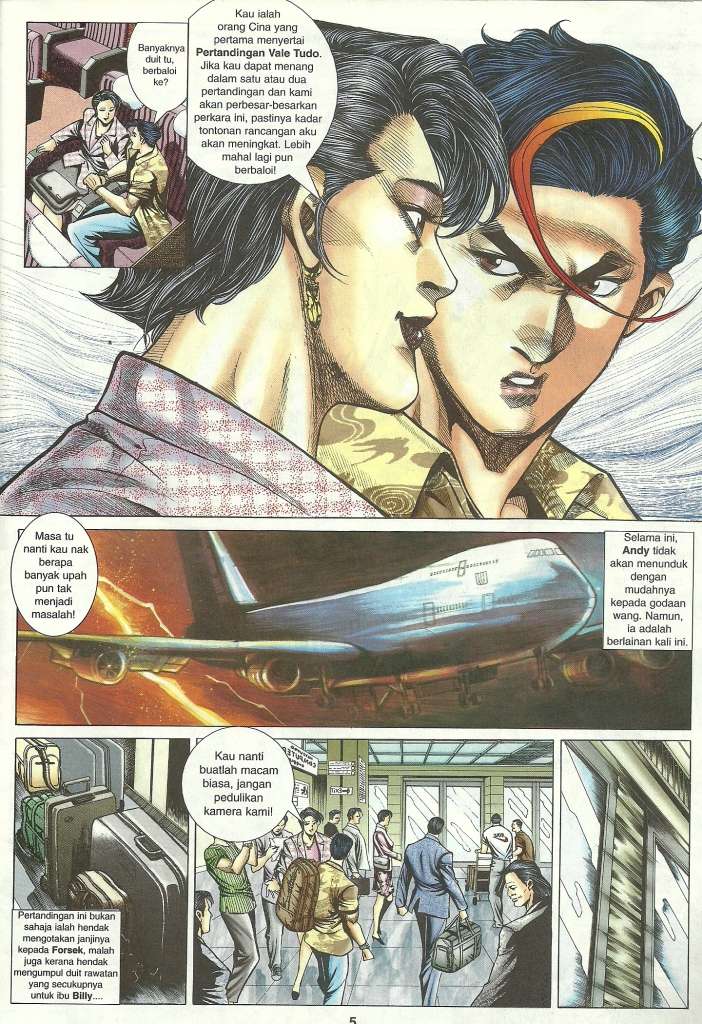 Banyaknya
duit tu,
berbaloi
ke?
Kau ialah
orang Cina yang
pertama menyertai
Pertandingan Vale Tudo.
Jika kau dapat menang
dalam satu atau dua
pertandingan dan kami
akan perbesar-besarkan
perkara ini, pastinya kadar
tontonan rancangan aku
akan meningkat. Lebih
mahal lagi pun
berbaloi!
Masa tu
nanti kau nak
berapa
banyak upah
pun tak
menjadi
masalah!
Selama ini,
Andy tidak
akan menunduk
dengan
mudahnya
kepada godaan
wang. Namun,
ia adalah
berlainan kali ini.
Pertandingan ini bukan
sahaja ialah hendak
mengotakan janjinya
kepada Forsek, malah
juga kerana hendak
mengumpul duit rawatan
yang secukupnya
untuk ibu Billy....
Kau nanti
buatlah macam
biasa, jangan
pedulikan
kamera kami!
5